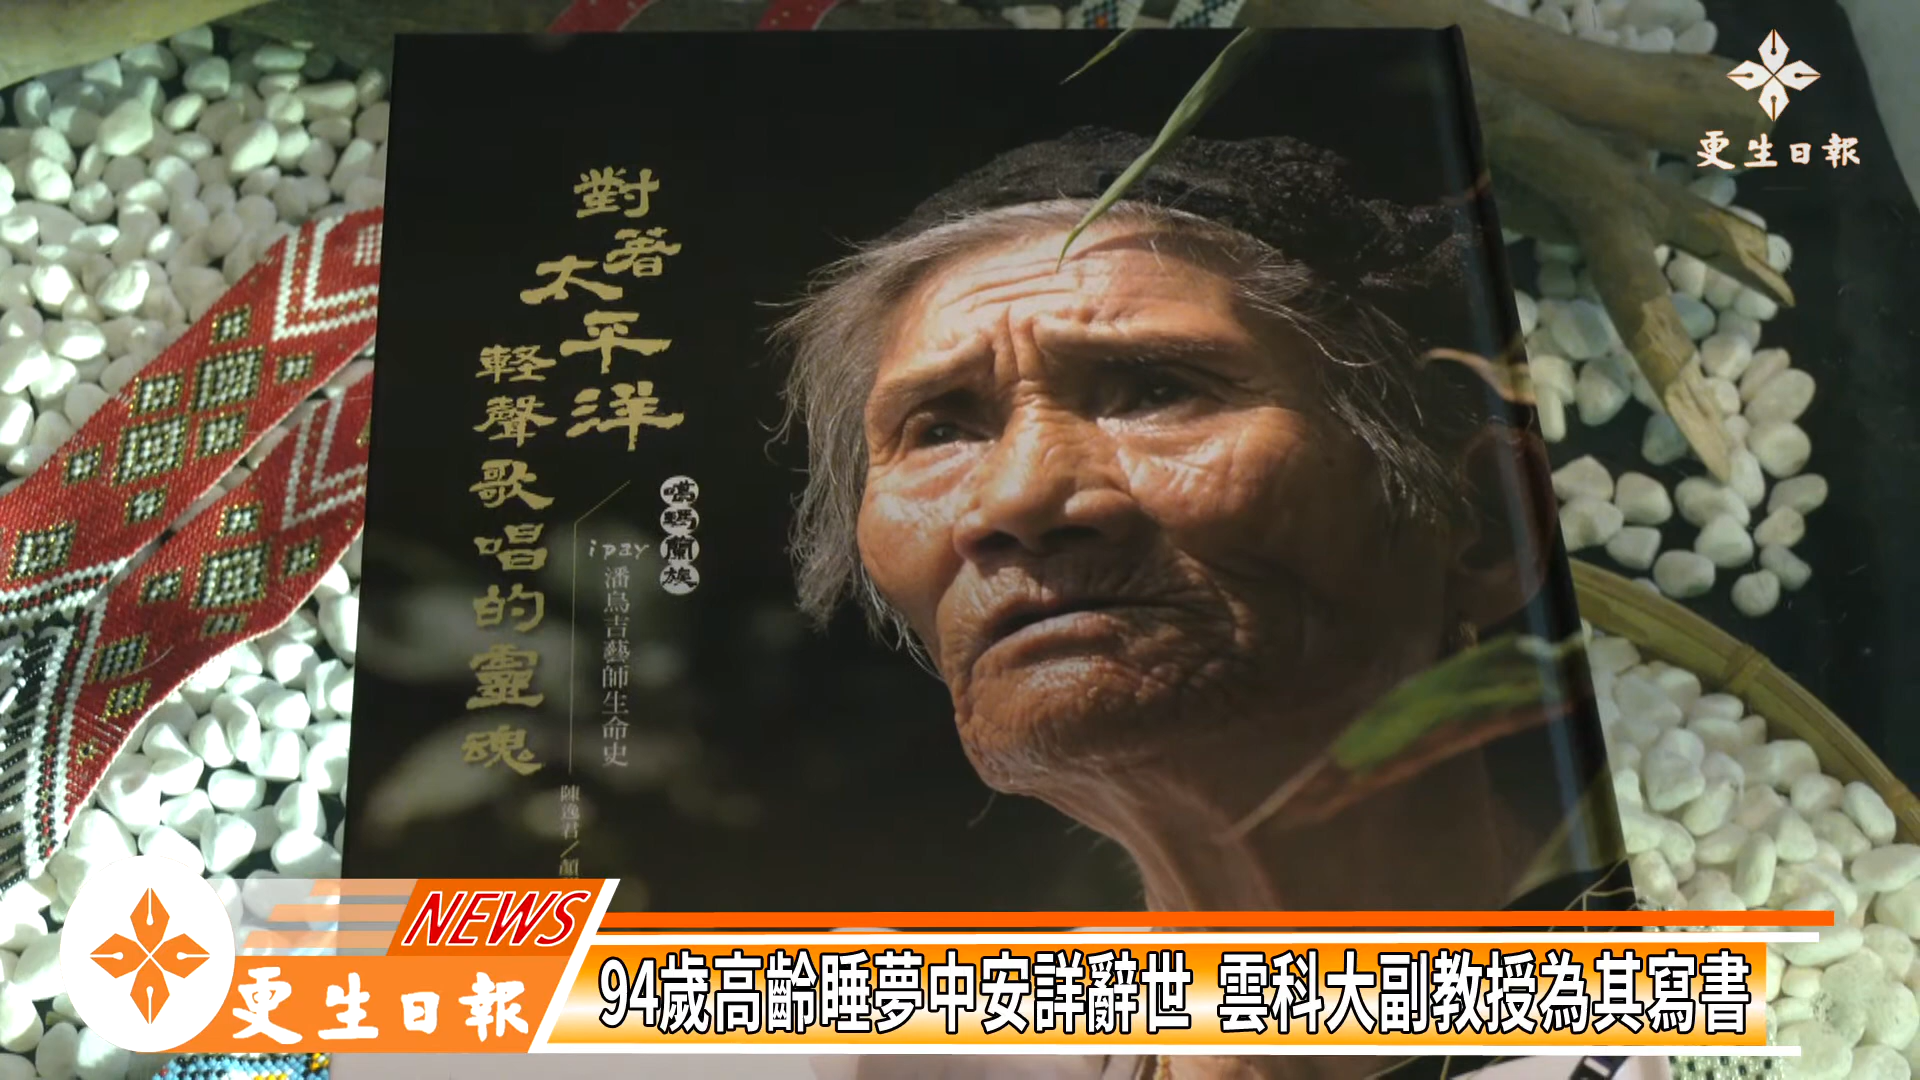 更生日報
對著
太平洋
輕聲歌唱的靈魂
噶瑪蘭族
ipay
潘烏吉藝師生命史
陳逸君／顏
NEWS
更生日報
94歲高齡睡夢中安詳辭世 雲科大副教授為其寫書